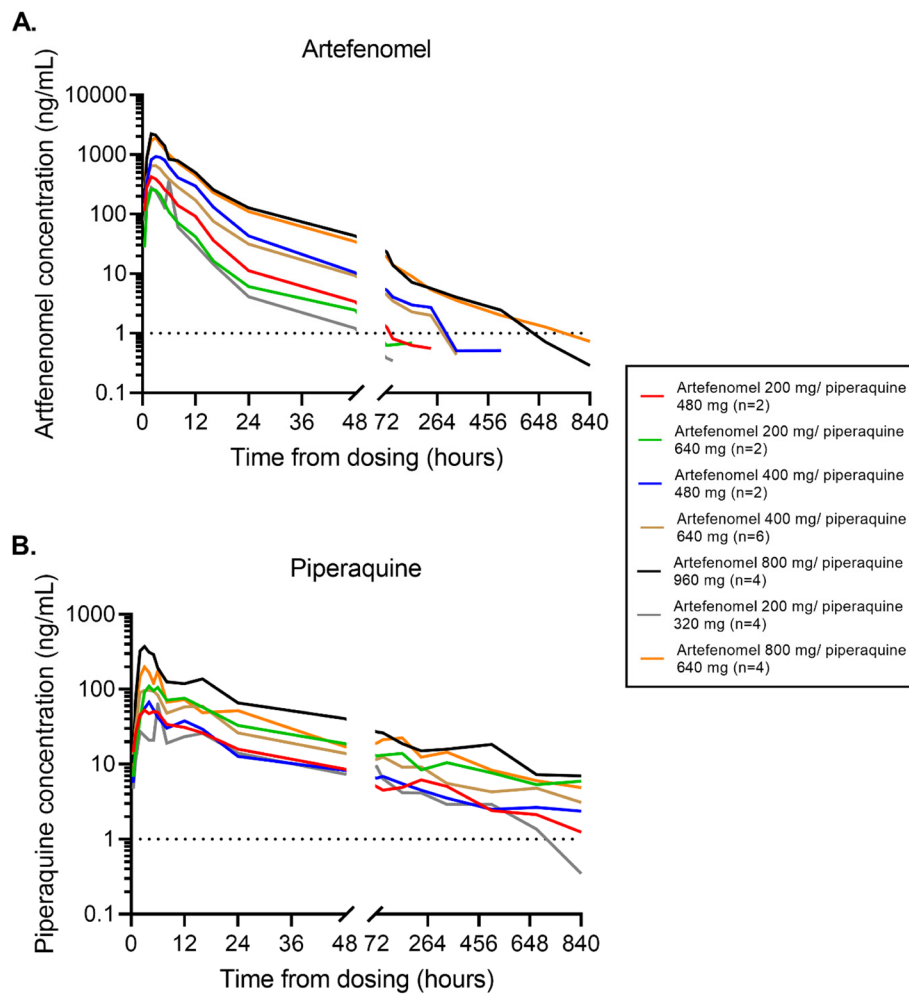 A.
Artefenomel
Artfenenomel concentration (ng/mL)
10000
1000
100
10
1
0.1
0 12 24 36 48 72 264 456 648 840
Time from dosing (hours)
Artefenomel 200 mg/ piperaquine
480 mg (n=2)
Artefenomel 200 mg/ piperaquine
640 mg (n=2)
Artefenomel 400 mg/ piperaquine
480 mg (n=2)
Artefenomel 400 mg/ piperaquine
640 mg (n=6)
Artefenomel 800 mg/ piperaquine
960 mg (n=4)
Artefenomel 200 mg/ piperaquine
320 mg (n=4)
Artefenomel 800 mg/ piperaquine
640 mg (n=4)
B.
Piperaquine
Piperaquine concentration (ng/mL)
1000
100
10
1
0.1
0 12 24 36 48 72 264 456 648 840
Time from dosing (hours)